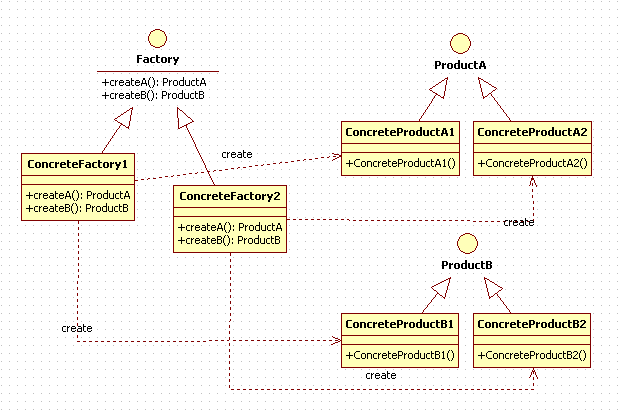 Factory
+createA(): ProductA
+createB(): ProductB
ProductA
ConcreteProductA1
+ConcreteProductA1()
ConcreteProductA2
+ConcreteProductA2()
create
ConcreteFactory1
+createA(): ProductA
+createB(): ProductB
ConcreteFactory2
+createA(): ProductA
+createB(): ProductB
create
ProductB
create
ConcreteProductB1
+ConcreteProductB1()
ConcreteProductB2
+ConcreteProductB2()
create